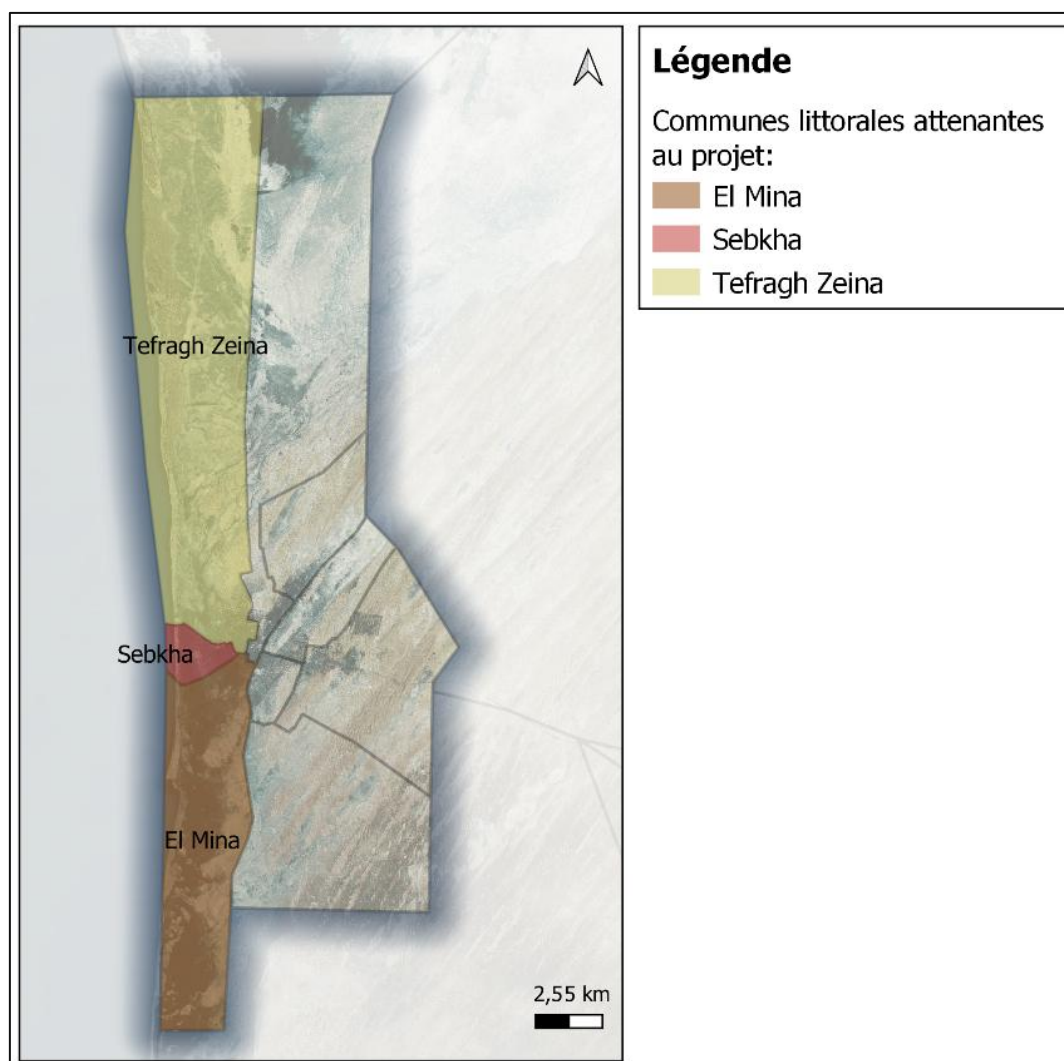 Légende
Communes littorales attenantes
au projet:
El Mina
Sebkha
Tefragh Zeina
Tefragh Zeina
Sebkha
El Mina
2,55 km